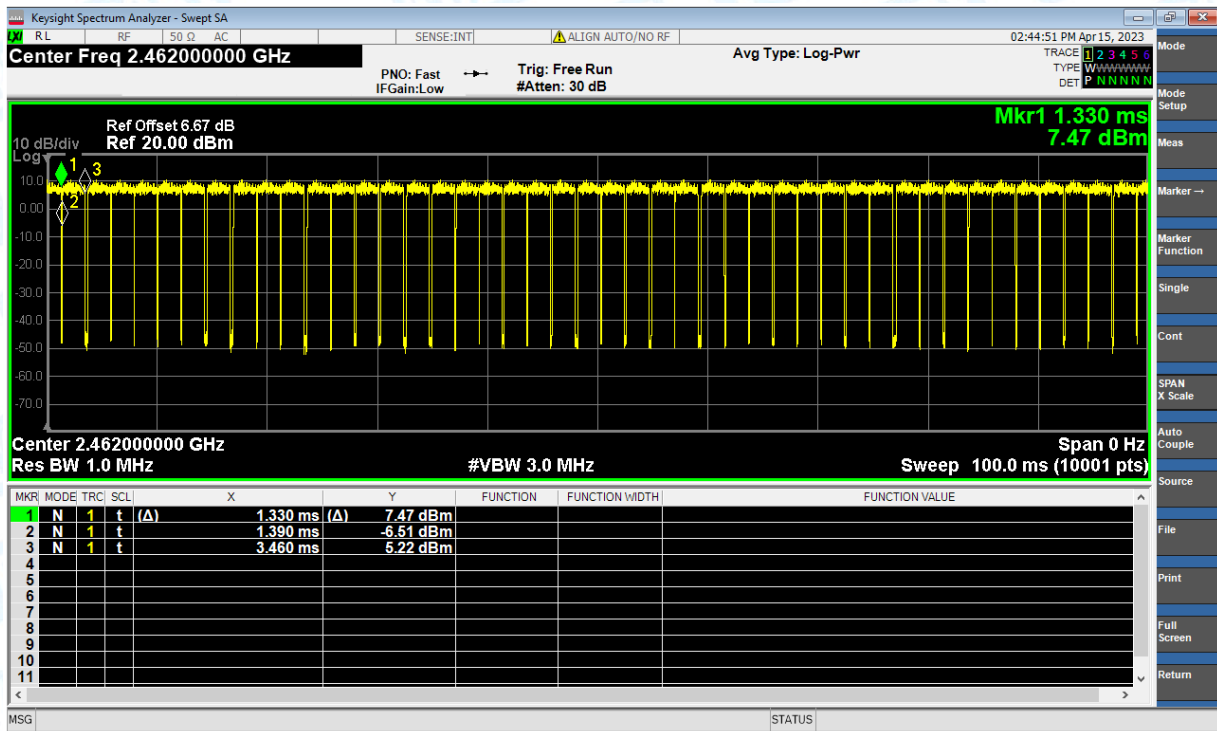 Keysight Spectrum Analyzer - Swept SA
LXI RL RF 50 Ω AC SENSE:INT ALIGN AUTO/NO RF 02:44:51 PM Apr 15, 2023
Center Freq 2.462000000 GHz
Avg Type: Log-Pwr
TRACE 1 2 3 4 5 6
TYPE WWWWWW
DET P N N N N N
PNO: Fast
IFGain:Low
Trig: Free Run
#Atten: 30 dB
Mkr1 1.330 ms
7.47 dBm
Ref Offset 6.67 dB
10 dB/div Ref 20.00 dBm
Log
1
2
3
10.0
0.00
-10.0
-20.0
-30.0
-40.0
-50.0
-60.0
-70.0
Center 2.462000000 GHz Span 0 Hz
Res BW 1.0 MHz #VBW 3.0 MHz Sweep 100.0 ms (10001 pts)
MKR MODE TRC SCL X Y FUNCTION FUNCTION WIDTH FUNCTION VALUE
1 N 1 t (Δ) 1.330 ms (Δ) 7.47 dBm
2 N 1 t 1.390 ms -6.51 dBm
3 N 1 t 3.460 ms 5.22 dBm
4
5
6
7
8
9
10
11
MSG STATUS
Mode
Mode
Setup
Meas
Marker →
Marker
Function
Single
Cont
SPAN
X Scale
Auto
Couple
Source
File
Print
Full
Screen
Return